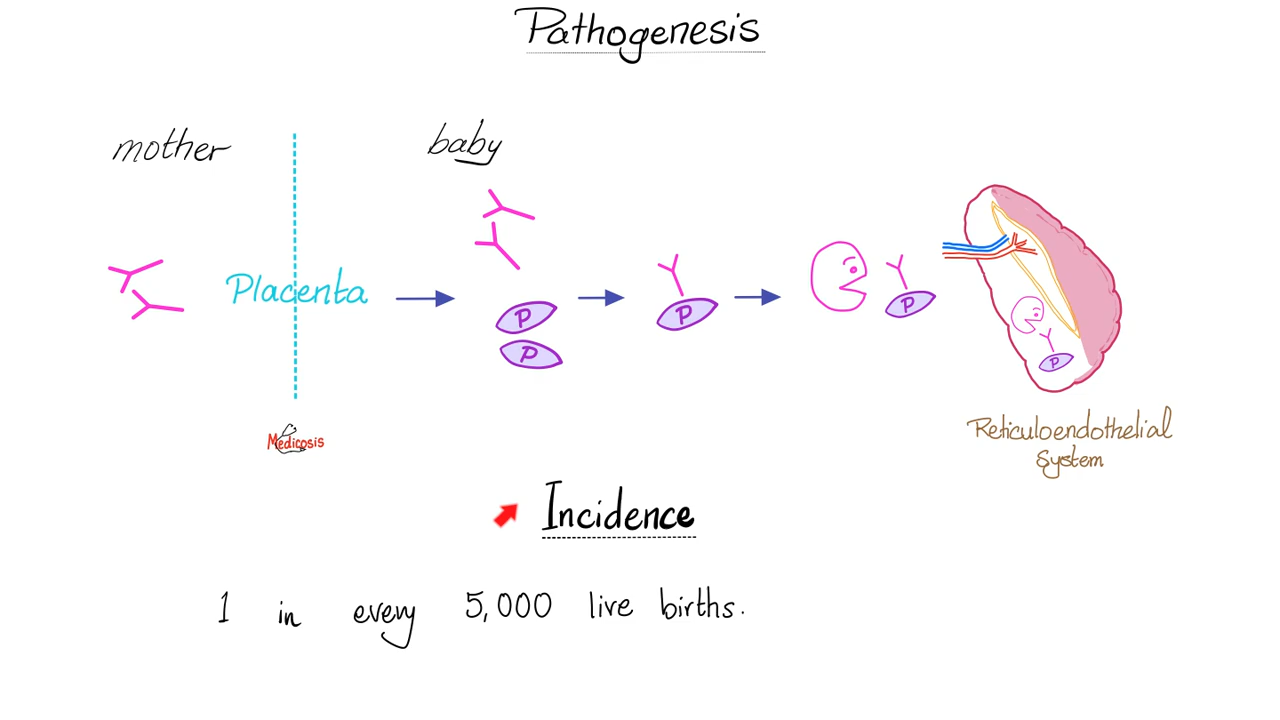 Pathogenesis
mother
baby
Placenta
P
P
P
P
P
Reticuloendothelial
System
Medicosis
Incidence
1 in every 5,000 live births.